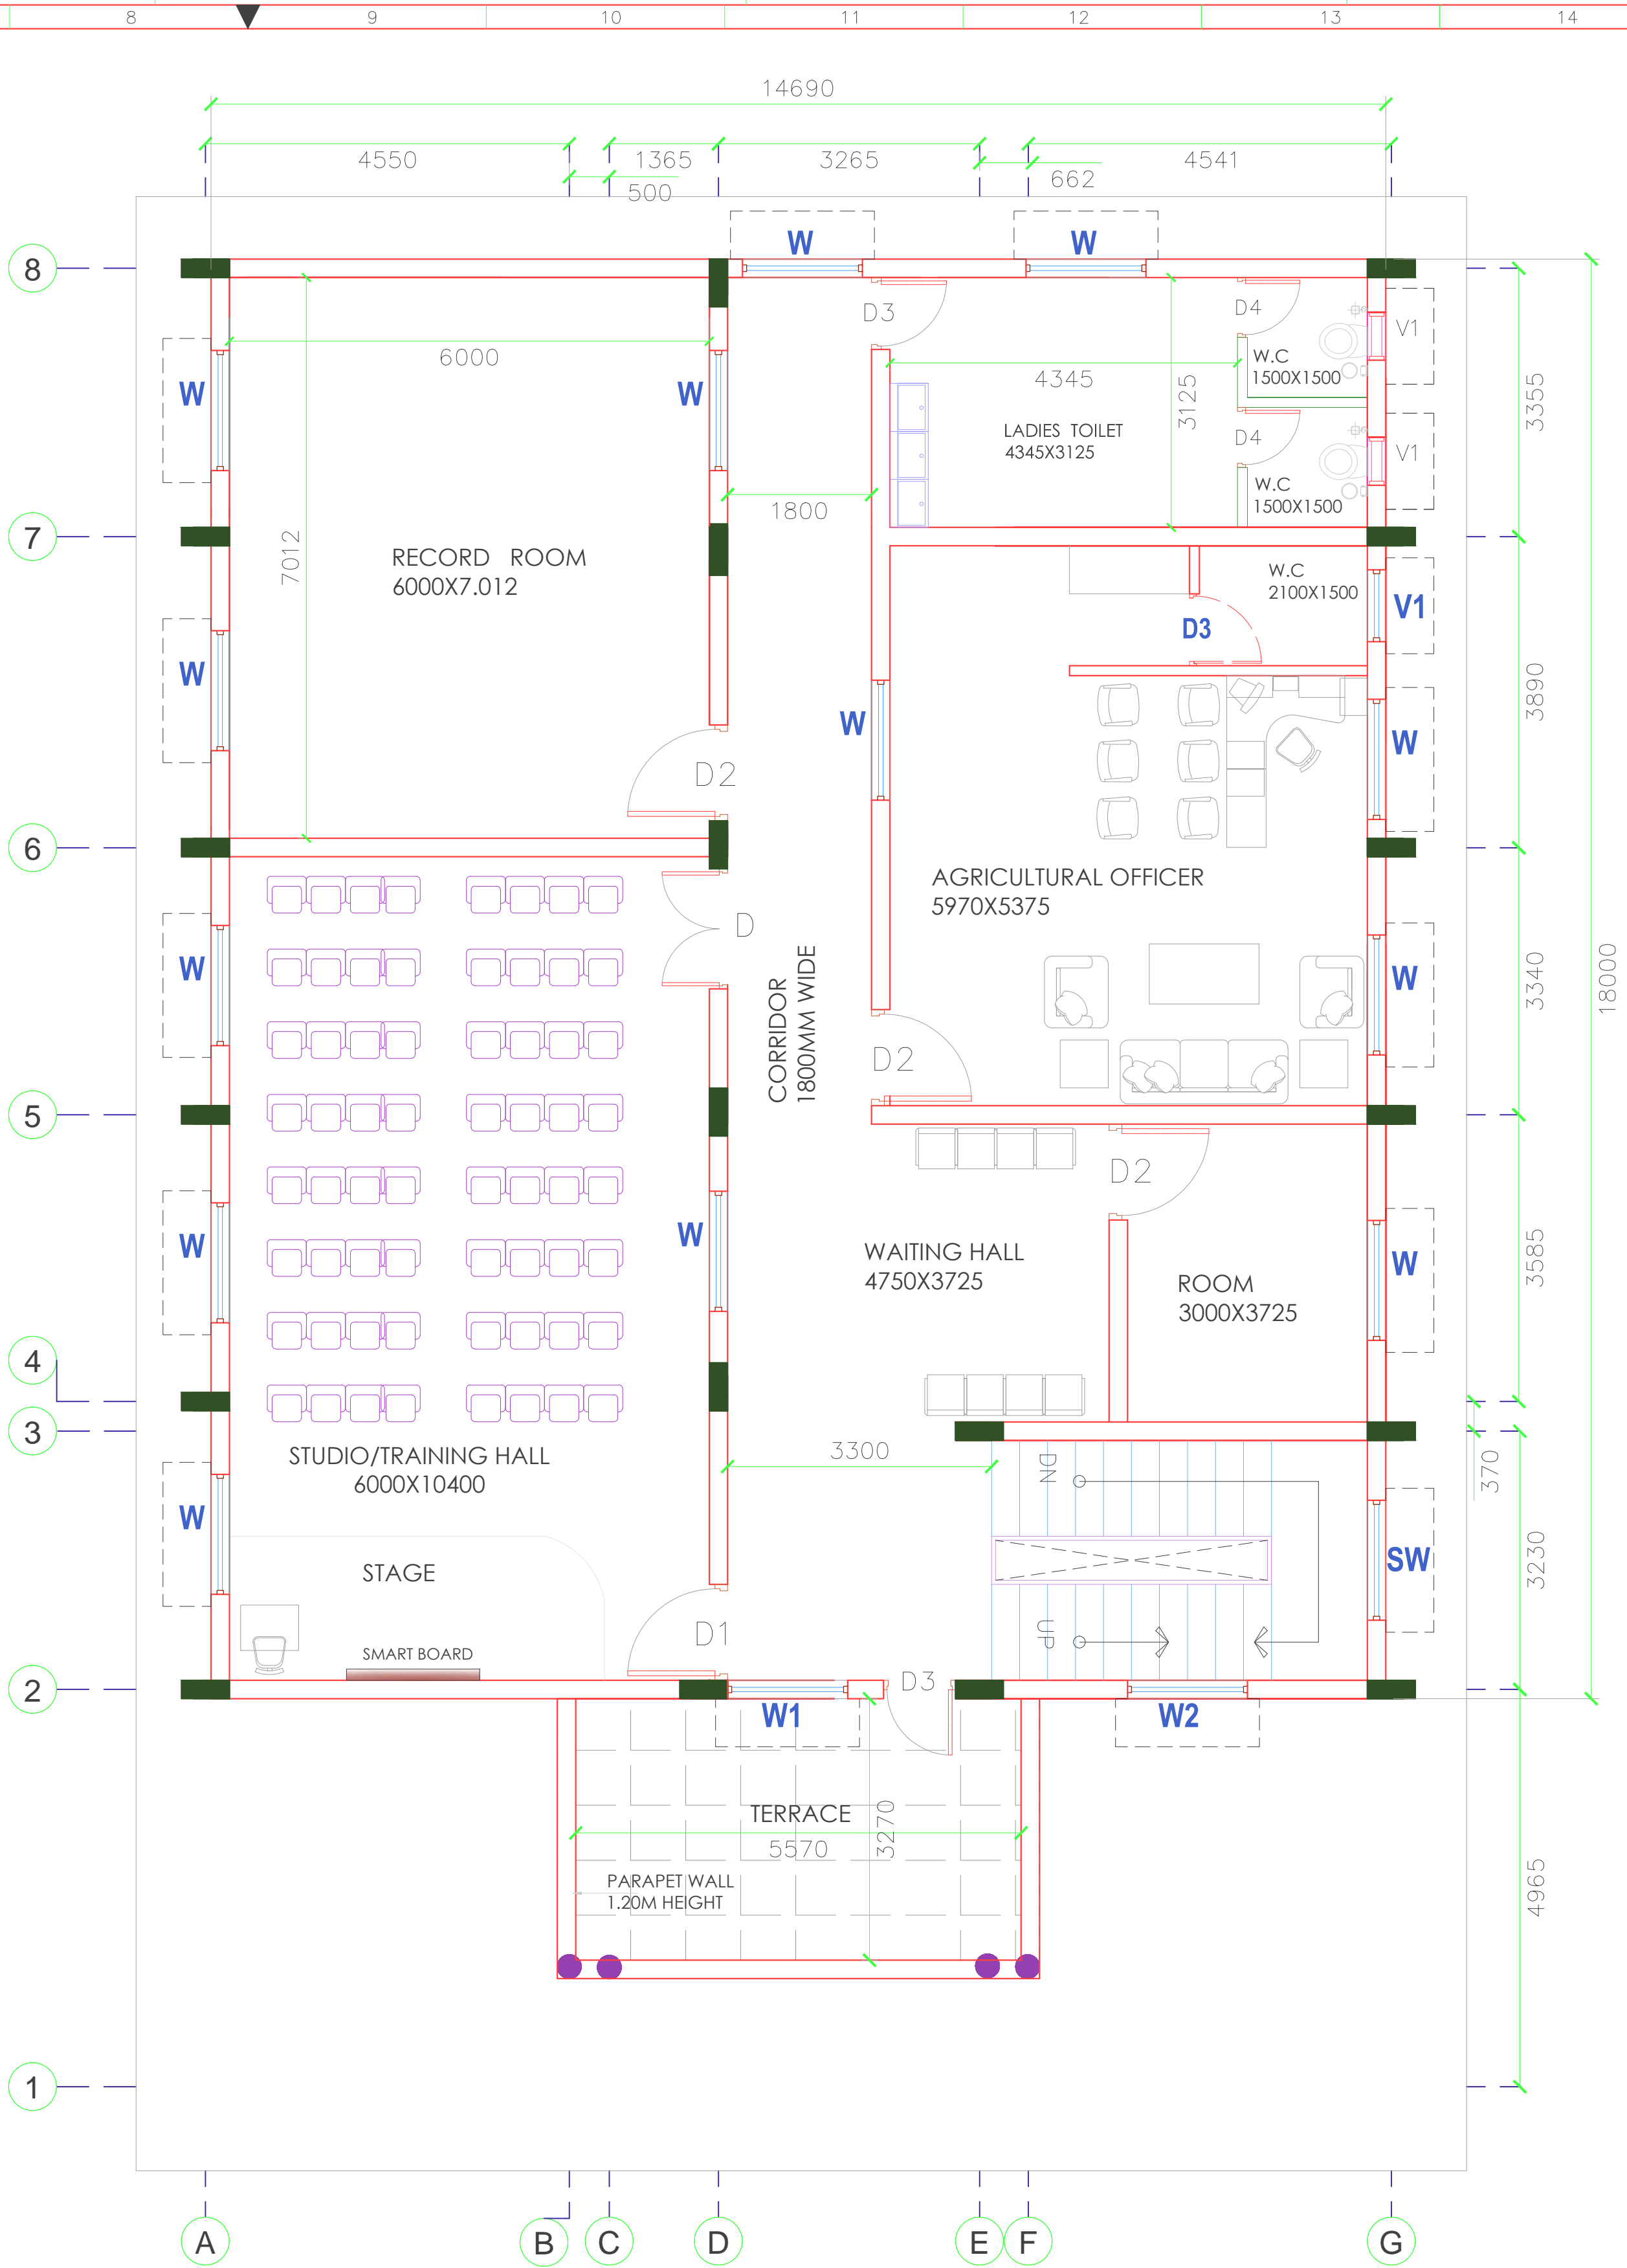 8 9 10 11 12 13 14
14690
4550 1365 3265 4541
500 662
W W
8
D3 D4 V1
W.C
1500X1500
6000
4345
W W
3125
3355
LADIES TOILET
4345X3125
D4 V1
W.C
1500X1500
1800
7
7012
RECORD ROOM
6000X7.012
W.C
2100X1500
V1
D3
W
3890
W
W
D2
6
AGRICULTURAL OFFICER
5970X5375
D
W
W
CORRIDOR
1800MM WIDE
3340
18000
D2
5
D2
W
W
WAITING HALL
4750X3725
W
3585
ROOM
3000X3725
4
3
3300
STUDIO/TRAINING HALL
6000X10400
DN
370
W
STAGE
SW
3230
SMART BOARD
D1
UP
2
D3
W1 W2
TERRACE
5570
3270
PARAPET WALL
1.20M HEIGHT
4965
1
A B C D E F G